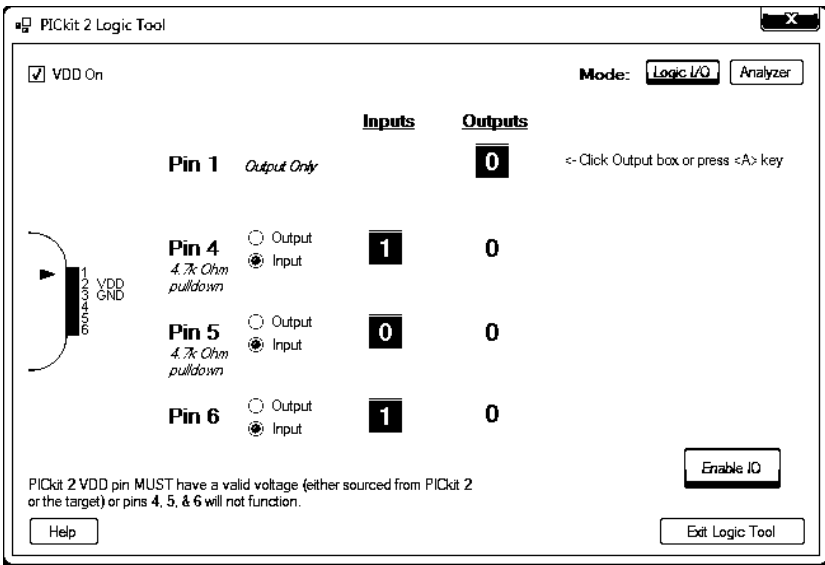 PICkit 2 Logic Tool
X
VDD On
Mode: Logic I/O Analyzer
Inputs Outputs
Pin 1 Output Only 0 <- Click Output box or press <A> key
Pin 4 Output 1 0
4.7k Ohm Input
pulldown
1
2 VDD
3 GND
4
5
6
Pin 5 Output 0 0
4.7k Ohm Input
pulldown
Pin 6 Output 1 0
Input
Enable IO
PICkit 2 VDD pin MUST have a valid voltage (either sourced from PICkit 2
or the target) or pins 4, 5, & 6 will not function.
Help Exit Logic Tool